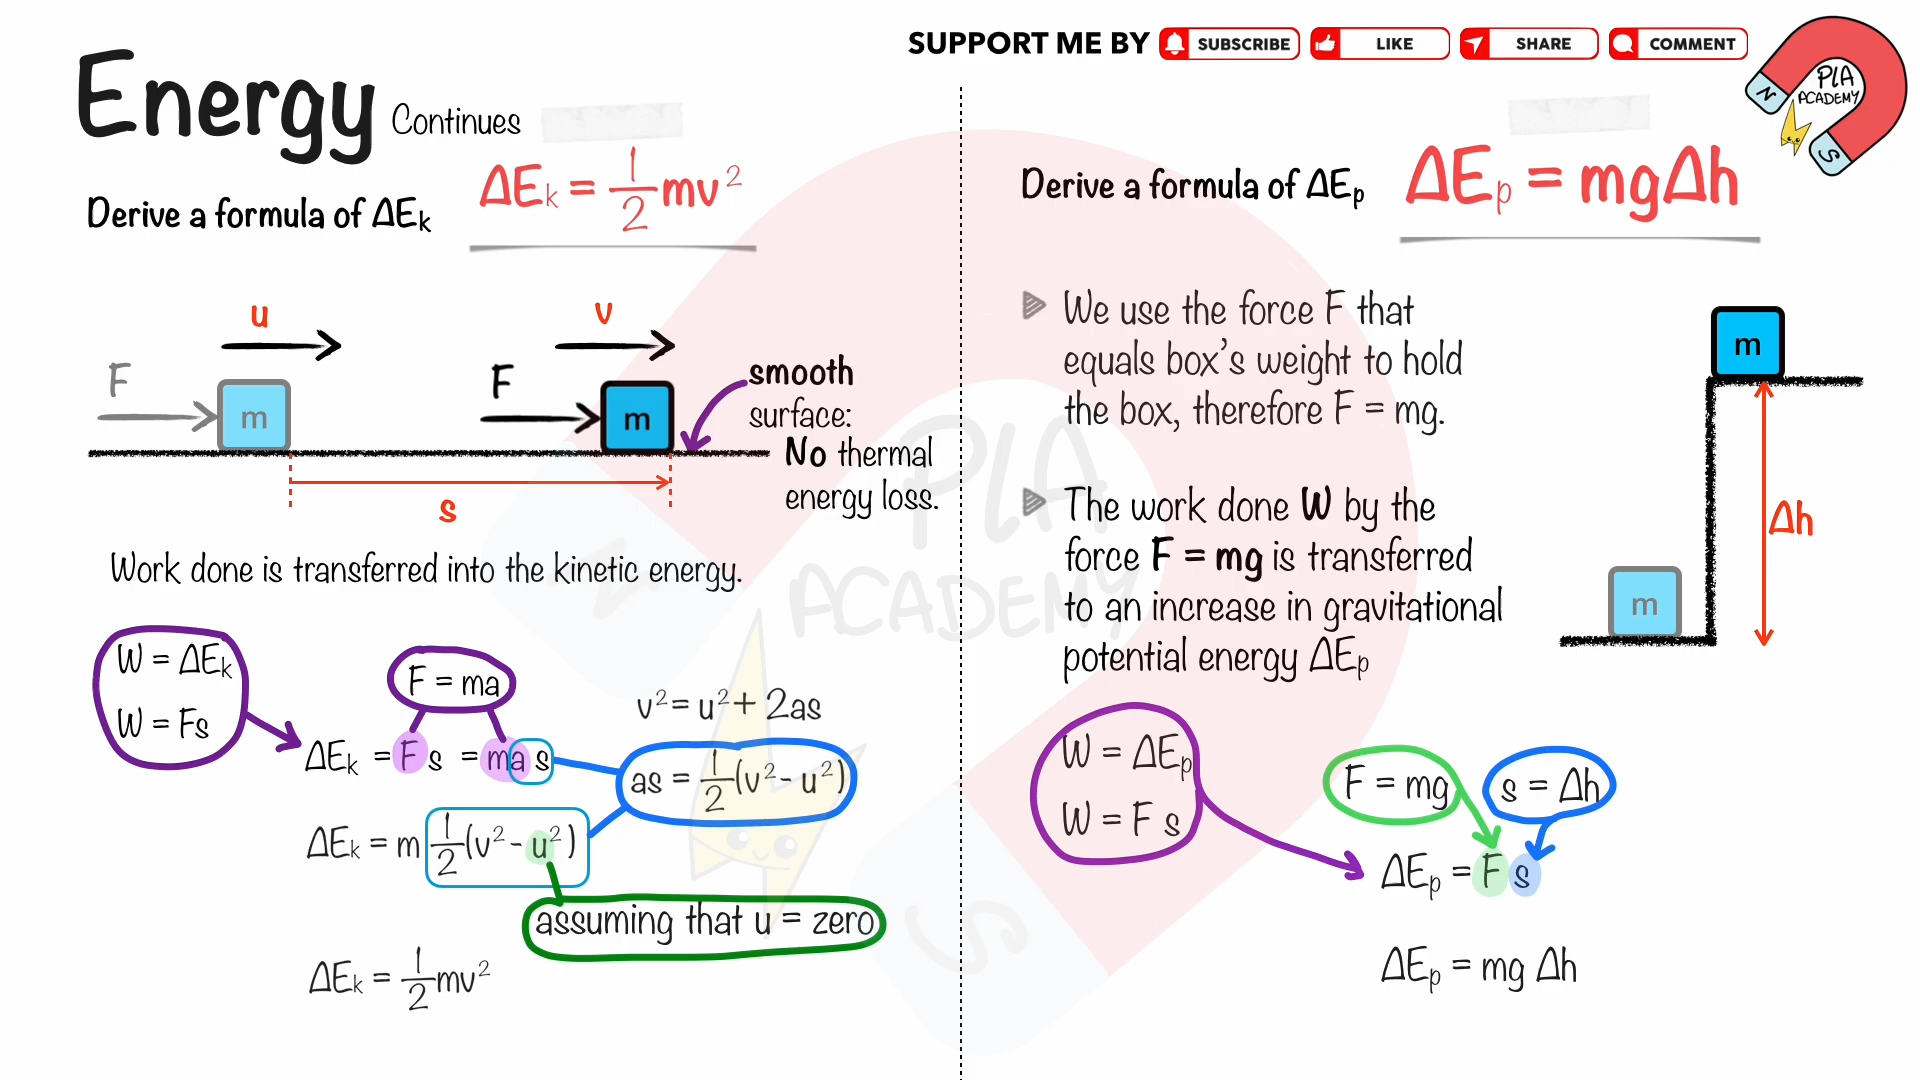 SUPPORT ME BY SUBSCRIBE LIKE SHARE COMMENT
PLA
ACADEMY
N
S
Energy Continues
Derive a formula of ΔEₖ
ΔEₖ = 1/2 mv²
u
v
F
m
F
m
smooth
surface:
No thermal
energy loss.
s
Work done is transferred into the kinetic energy.
W = ΔEₖ
W = Fs
F = ma
ΔEₖ = F s = ma s
v² = u² + 2as
as = 1/2 (v² - u²)
ΔEₖ = m 1/2 (v² - u²)
assuming that u = zero
ΔEₖ = 1/2 mv²
Derive a formula of ΔEₚ
ΔEₚ = mgΔh
We use the force F that
equals box's weight to hold
the box, therefore F = mg.
The work done W by the
force F = mg is transferred
to an increase in gravitational
potential energy ΔEₚ
m
Δh
m
W = ΔEₚ
W = F s
F = mg
s = Δh
ΔEₚ = F s
ΔEₚ = mg Δh
PLA
ACADEMY
N
S